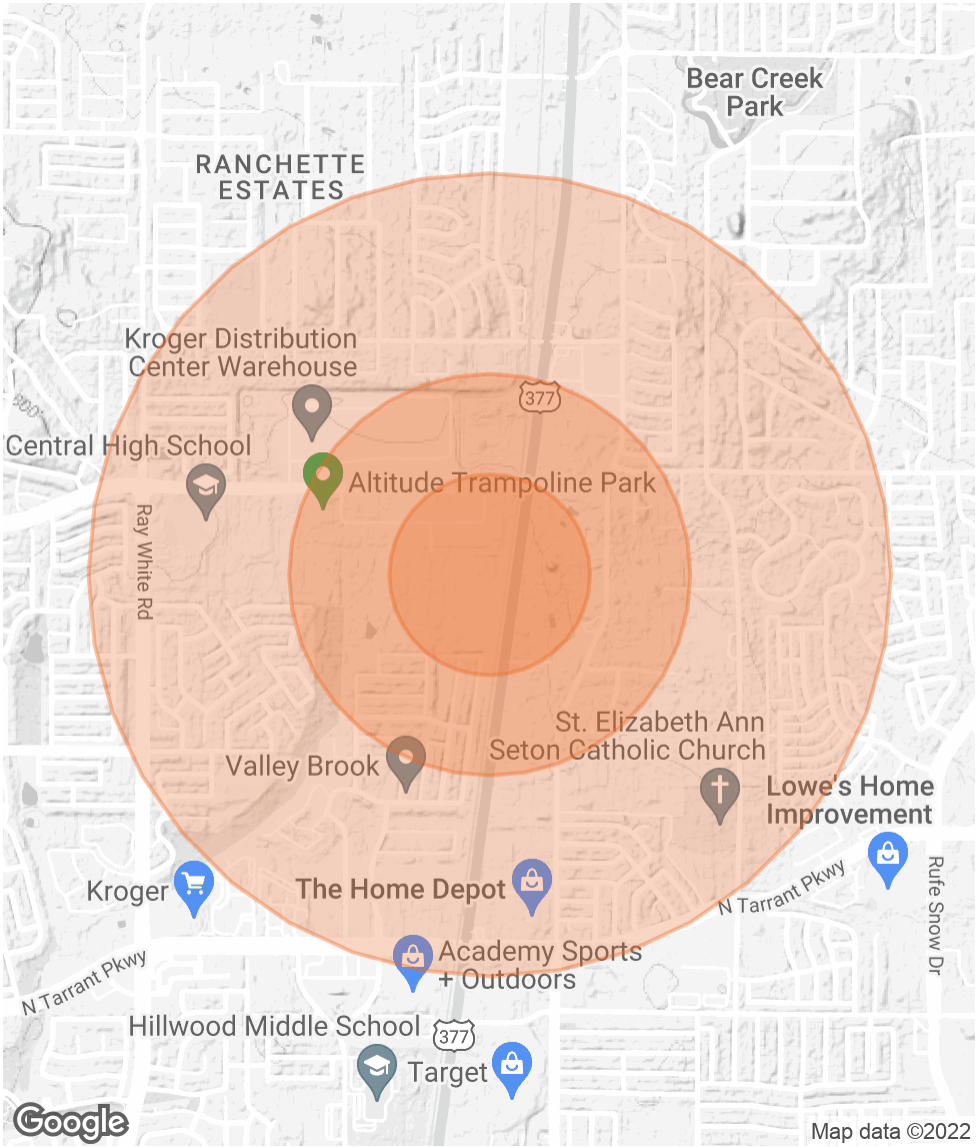 Bear Creek
Park
RANCHETTE
ESTATES
Kroger Distribution
Center Warehouse
377
Central High School
Altitude Trampoline Park
800'
Ray White Rd
St. Elizabeth Ann
Seton Catholic Church
Valley Brook
Lowe's Home
Improvement
Kroger
The Home Depot
N Tarrant Pkwy
Rufe Snow Dr
Academy Sports
+ Outdoors
N Tarrant Pkwy
Hillwood Middle School
377
Target
Google
Map data ©2022